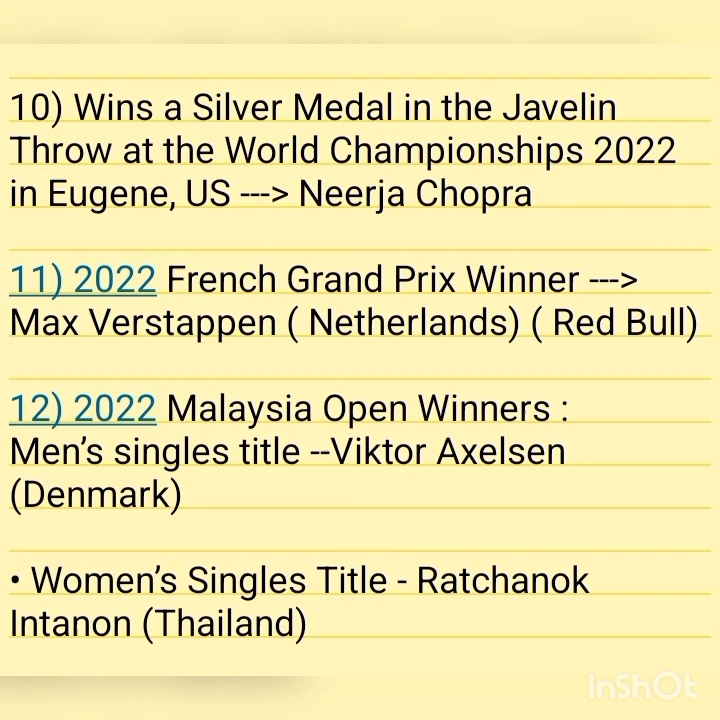 10) Wins a Silver Medal in the Javelin
Throw at the World Championships 2022
in Eugene, US ---> Neerja Chopra
11) 2022 French Grand Prix Winner --->
Max Verstappen ( Netherlands) ( Red Bull)
12) 2022 Malaysia Open Winners :
Men’s singles title --Viktor Axelsen
(Denmark)
• Women’s Singles Title - Ratchanok
Intanon (Thailand)
InShOt